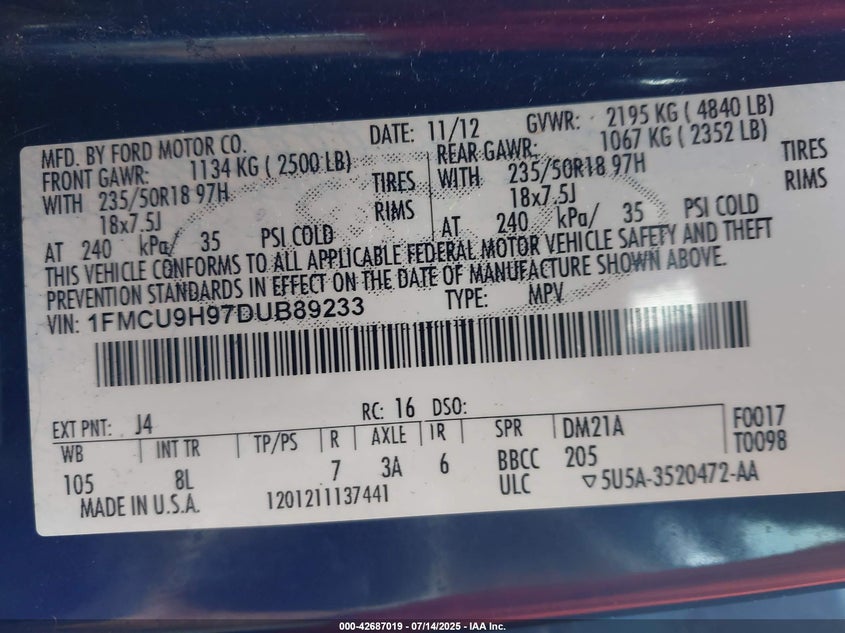 MFD. BY FORD MOTOR CO. DATE: 11/12 GVWR: 2195 KG ( 4840 LB)
FRONT GAWR: 1134 KG ( 2500 LB) REAR GAWR: 1067 KG ( 2352 LB)
WITH 235/50R18 97H TIRES WITH 235/50R18 97H TIRES
18x7.5J RIMS 18x7.5J RIMS
AT 240 kPa/ 35 PSI COLD AT 240 kPa/ 35 PSI COLD
THIS VEHICLE CONFORMS TO ALL APPLICABLE FEDERAL MOTOR VEHICLE SAFETY AND THEFT
PREVENTION STANDARDS IN EFFECT ON THE DATE OF MANUFACTURE SHOWN ABOVE.
VIN: 1FMCU9H97DUB89233 TYPE: MPV
EXT PNT: J4 RC: 16 DSO:
WB INT TR TP/PS R AXLE IR SPR DM21A F0017
105 8L 7 3A 6 BBCC 205 T0098
MADE IN U.S.A. 1201211137441 ULC ▽5U5A-3520472-AA
000-42687019 - 07/14/2025 - IAA Inc.